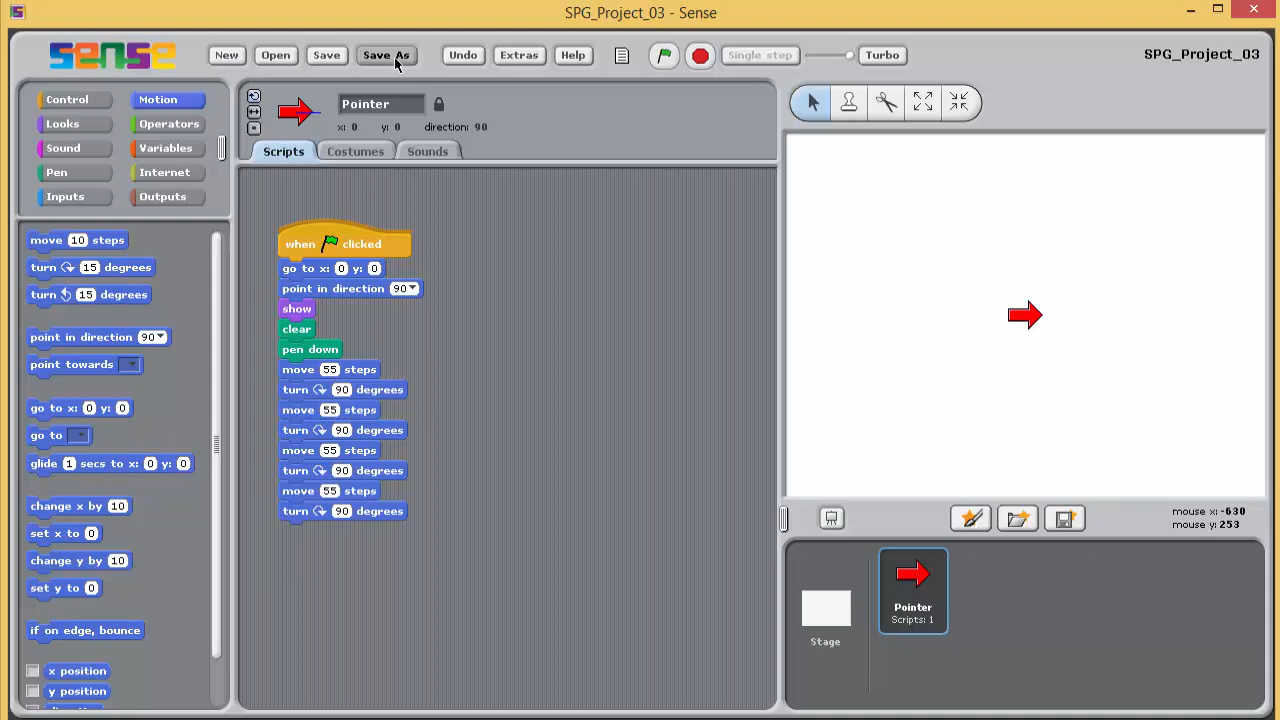 SPG_Project_03 - Sense
sense New Open Save Save As Undo Extras Help Single step Turbo SPG_Project_03
Control Motion
Looks Operators
Sound Variables
Pen Internet
Inputs Outputs
Pointer
x: 0 y: 0 direction: 90
Scripts Costumes Sounds
move 10 steps
turn 15 degrees
turn 15 degrees
point in direction 90
point towards
go to x: 0 y: 0
go to
glide 1 secs to x: 0 y: 0
change x by 10
set x to 0
change y by 10
set y to 0
if on edge, bounce
x position
y position
when clicked
go to x: 0 y: 0
point in direction 90
show
clear
pen down
move 55 steps
turn 90 degrees
move 55 steps
turn 90 degrees
move 55 steps
turn 90 degrees
move 55 steps
turn 90 degrees
mouse x: -630
mouse y: 253
Stage
Pointer
Scripts: 1